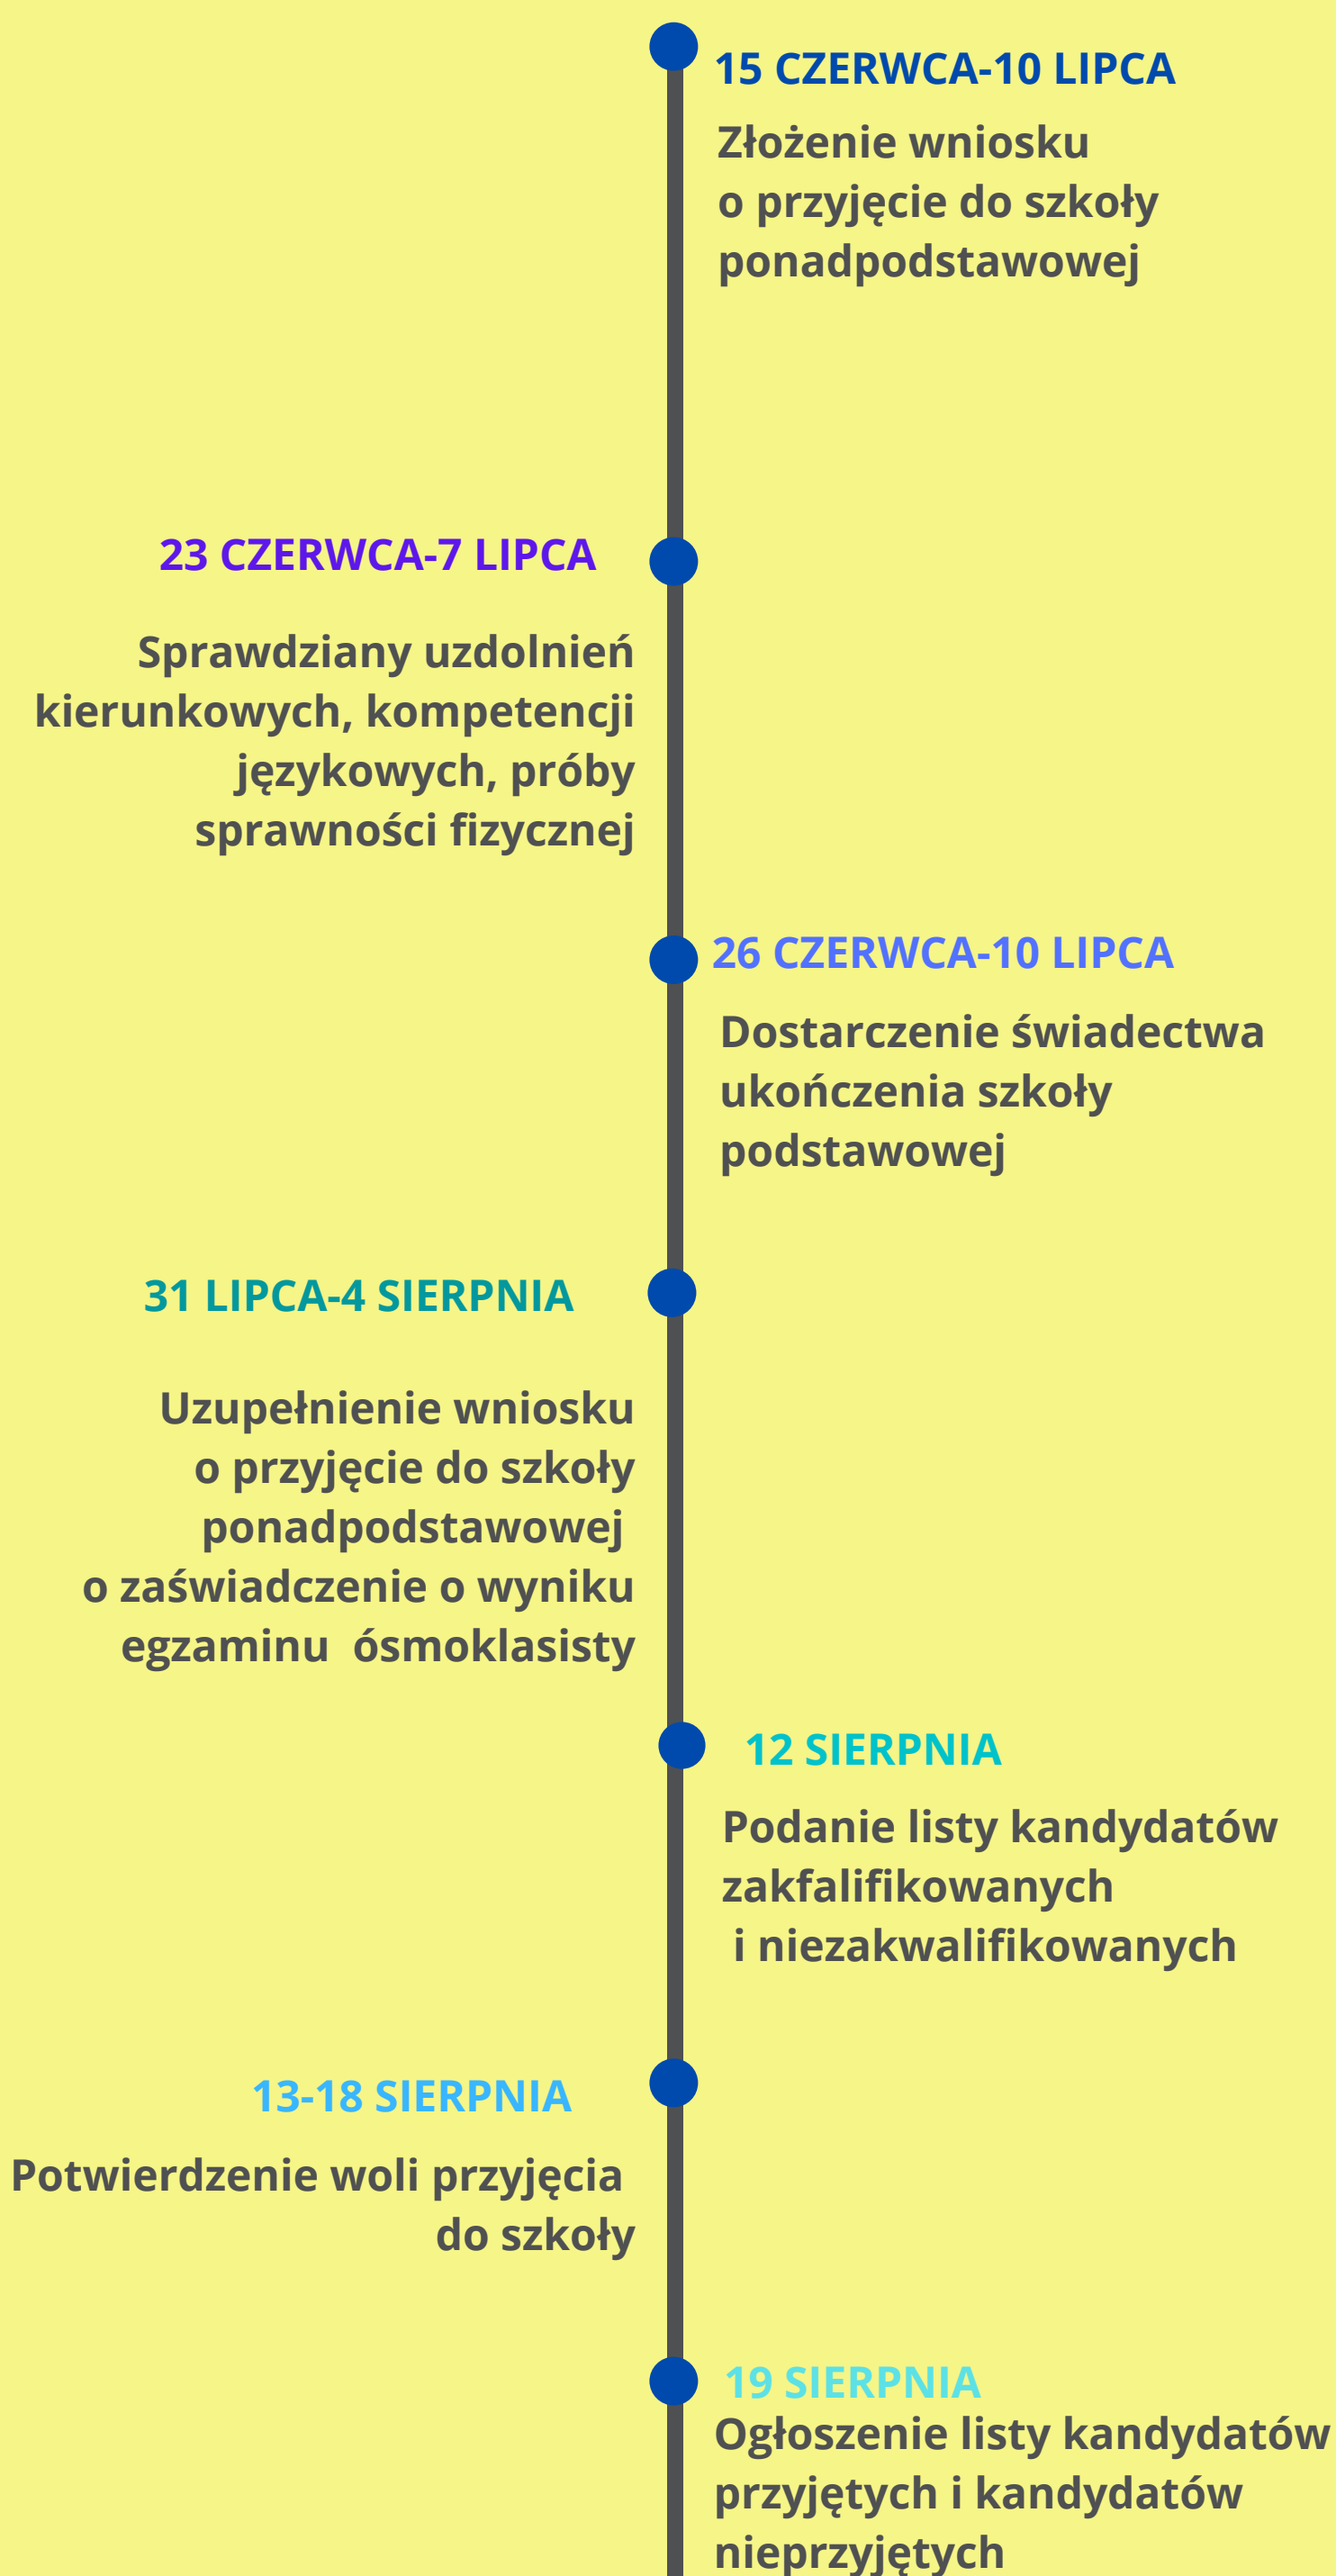 15 CZERWCA-10 LIPCA
Złożenie wniosku
o przyjęcie do szkoły
ponadpodstawowej
23 CZERWCA-7 LIPCA
Sprawdziany uzdolnień
kierunkowych, kompetencji
językowych, próby
sprawności fizycznej
26 CZERWCA-10 LIPCA
Dostarczenie świadectwa
ukończenia szkoły
podstawowej
31 LIPCA-4 SIERPNIA
Uzupełnienie wniosku
o przyjęcie do szkoły
ponadpodstawowej
o zaświadczenie o wyniku
egzaminu ósmoklasisty
12 SIERPNIA
Podanie listy kandydatów
zakfalifikowanych
i niezakwalifikowanych
13-18 SIERPNIA
Potwierdzenie woli przyjęcia
do szkoły
19 SIERPNIA
Ogłoszenie listy kandydatów
przyjętych i kandydatów
nieprzyjętych